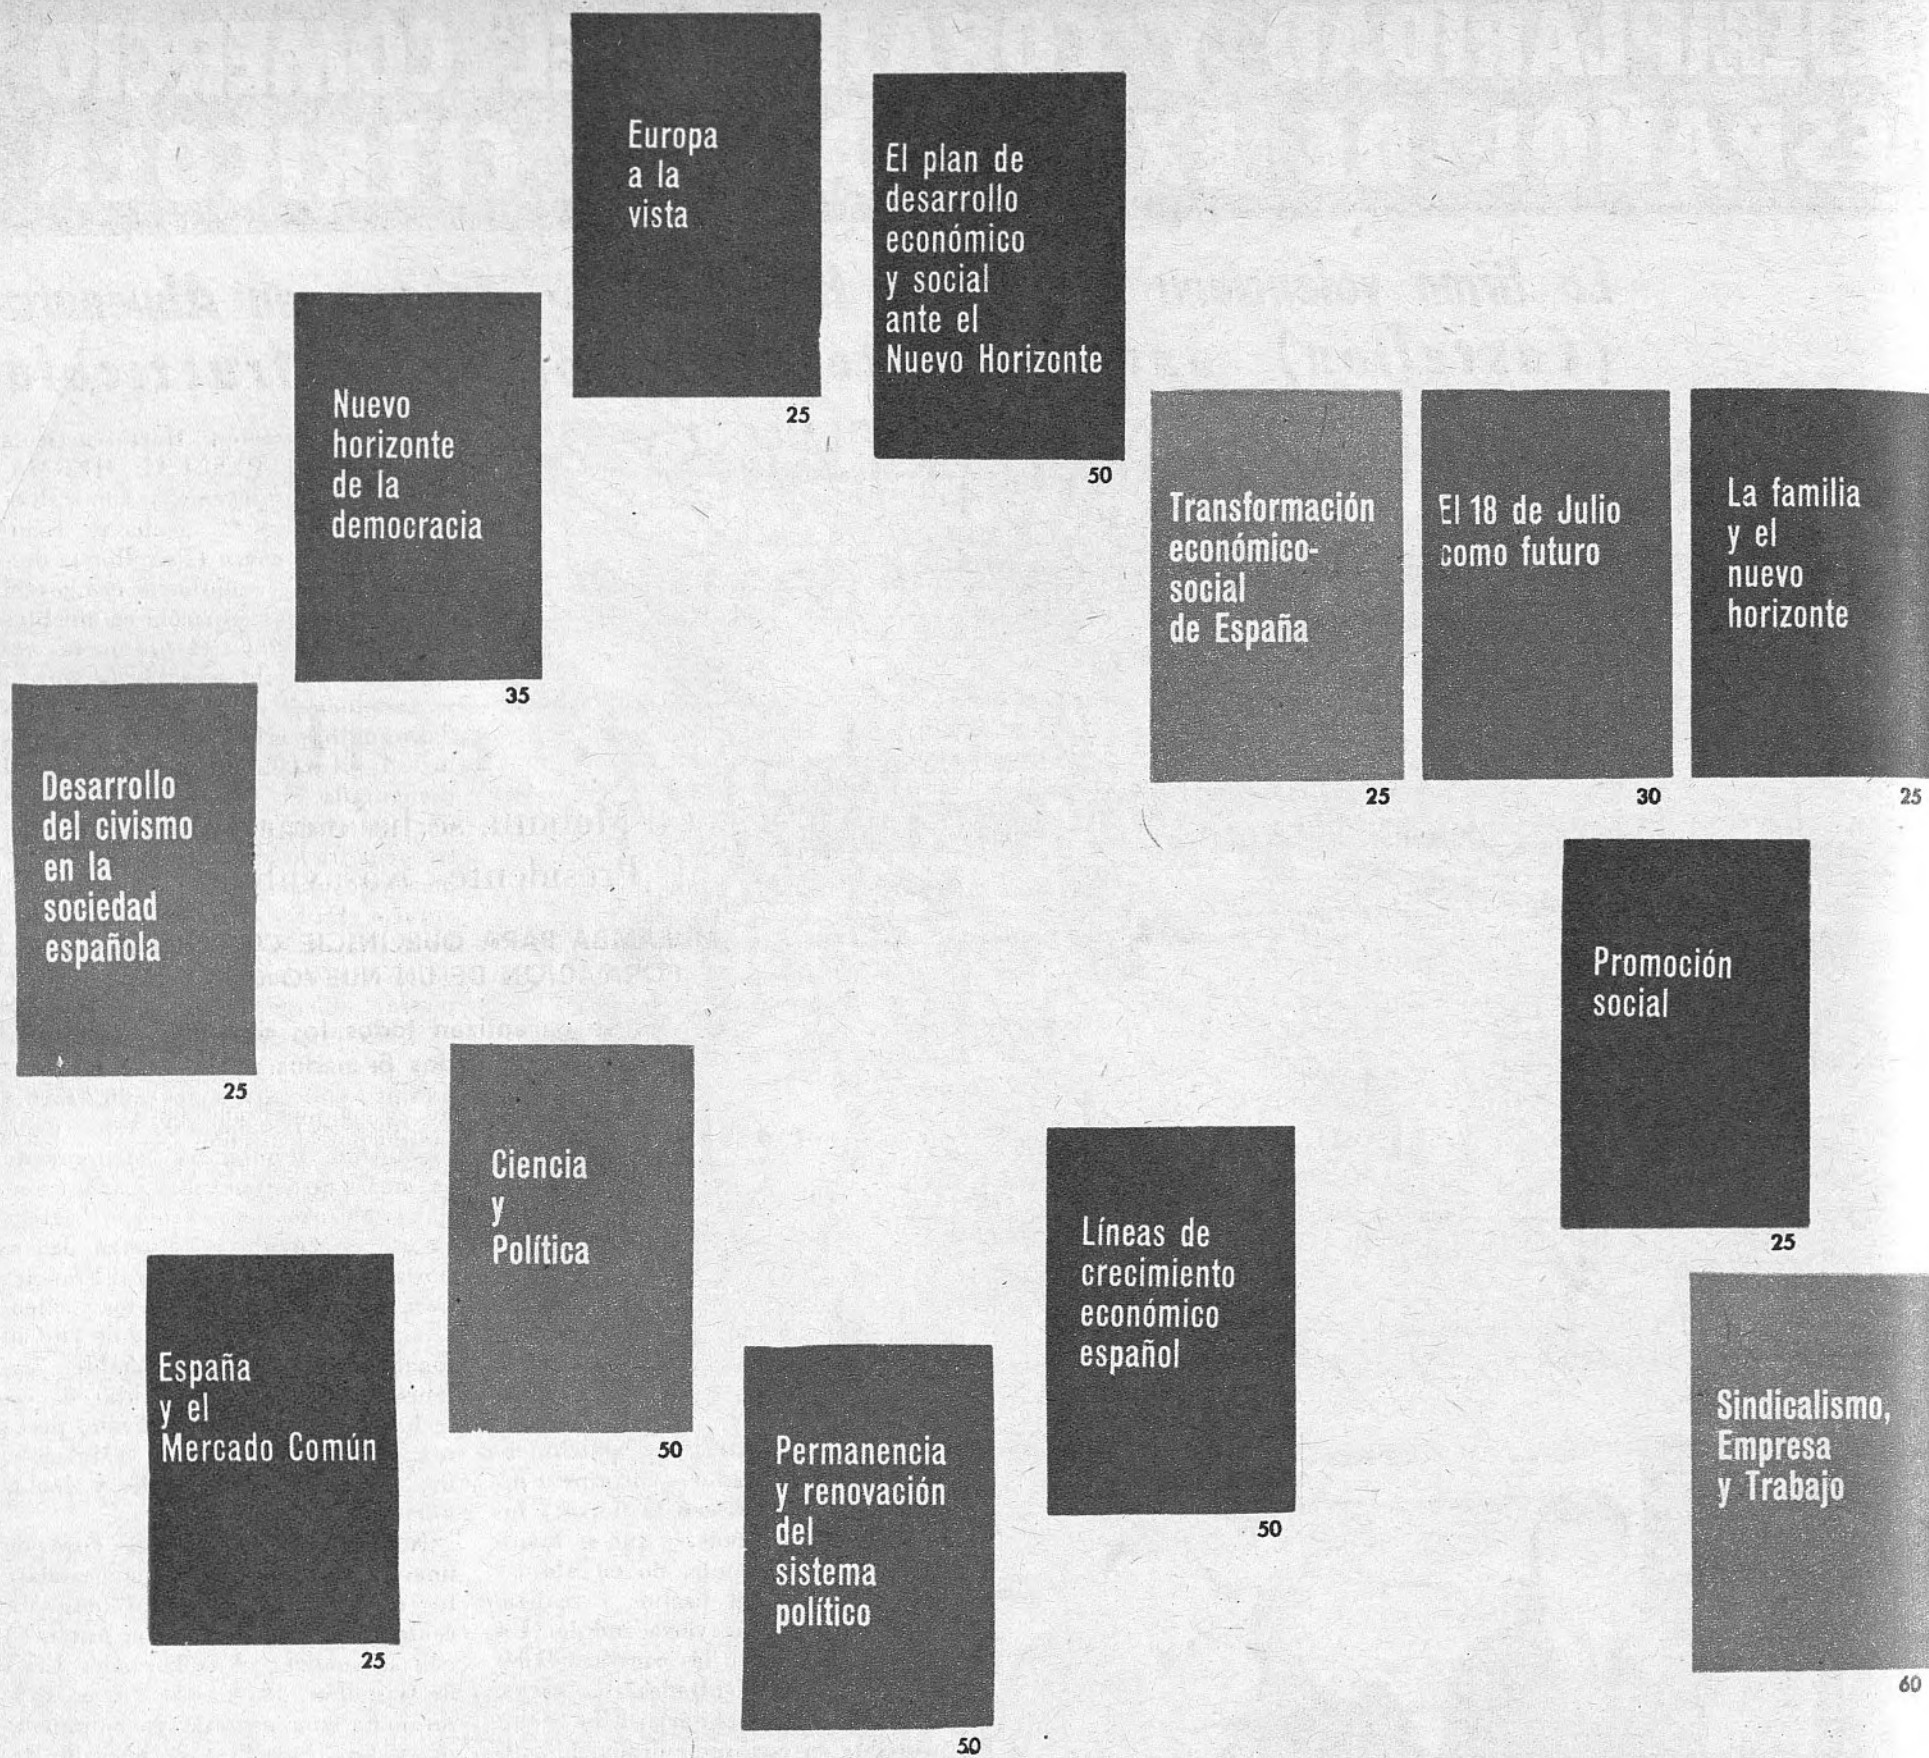 Europa
a la
vista
25
El plan de
desarrollo
económico
y social
ante el
Nuevo Horizonte
50
Nuevo
horizonte
de la
democracia
35
Transformación
económico-
social
de España
25
El 18 de Julio
como futuro
30
La familia
y el
nuevo
horizonte
25
Desarrollo
del civismo
en la
sociedad
española
25
Promoción
social
25
Ciencia
y
Política
50
Líneas de
crecimiento
económico
español
50
España
y el
Mercado Común
25
Permanencia
y renovación
del
sistema
político
50
Sindicalismo,
Empresa
y Trabajo
60